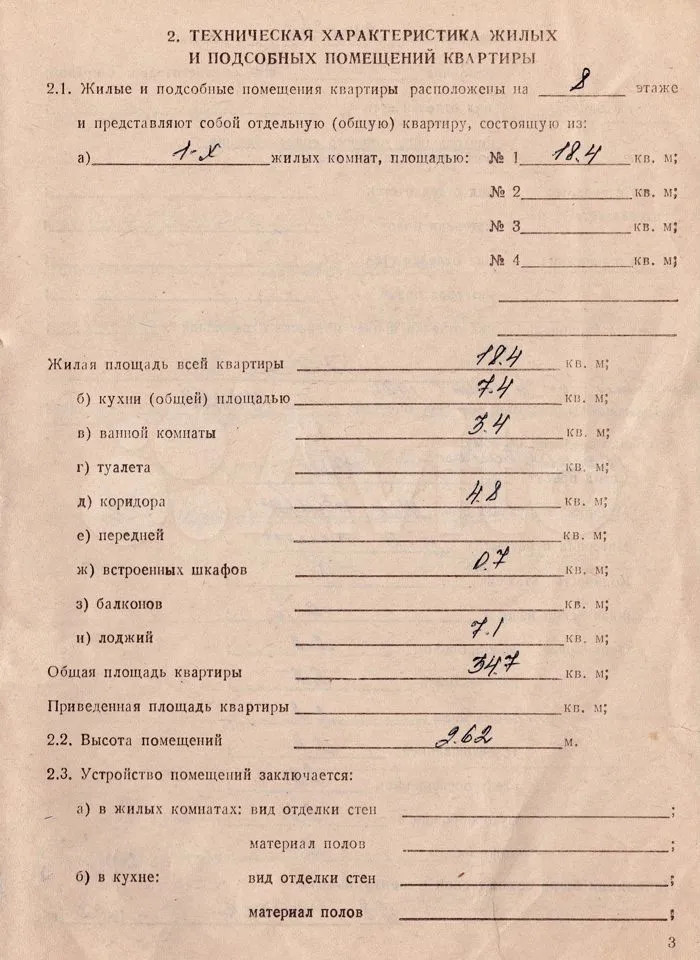 2. ТЕХНИЧЕСКАЯ ХАРАКТЕРИСТИКА ЖИЛЫХ
И ПОДСОБНЫХ ПОМЕЩЕНИЙ КВАРТИРЫ
2.1. Жилые и подсобные помещения квартиры расположены на 8 этаже
и представляют собой отдельную (общую) квартиру, состоящую из:
а) 1-х жилых комнат, площадью: № 1 18.4 кв. м;
№ 2 кв. м;
№ 3 кв. м;
№ 4 кв. м;
Жилая площадь всей квартиры 18.4 кв. м;
б) кухни (общей) площадью 7.4 кв. м;
в) ванной комнаты 3.4 кв. м;
г) туалета кв. м;
д) коридора 4.8 кв. м;
е) передней кв. м;
ж) встроенных шкафов 0.7 кв. м;
з) балконов кв. м;
и) лоджий 7.1 кв. м;
Общая площадь квартиры 34.7 кв. м;
Приведенная площадь квартиры кв. м;
2.2. Высота помещений 2.62 м.
2.3. Устройство помещений заключается:
а) в жилых комнатах: вид отделки стен ;
материал полов ;
б) в кухне: вид отделки стен ;
материал полов ;
3